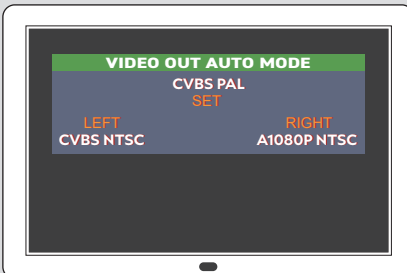 VIDEO OUT AUTO MODE
CVBS PAL
SET
LEFT RIGHT
CVBS NTSC A1080P NTSC